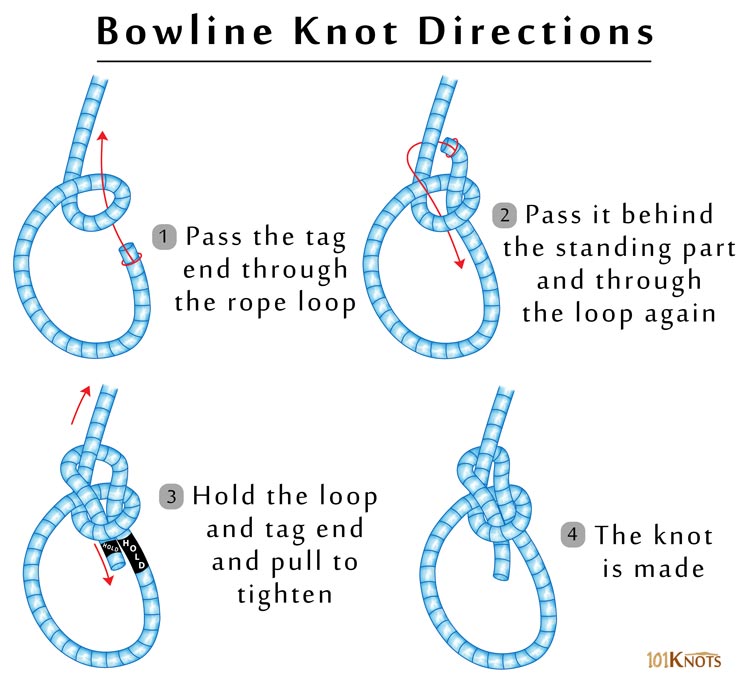 Bowline Knot Directions
1 Pass the tag
end through
the rope loop
2 Pass it behind
the standing part
and through
the loop again
3 Hold the loop
and tag end
and pull to
tighten
HOLD
HOLD
4 The knot
is made
101KNOTS